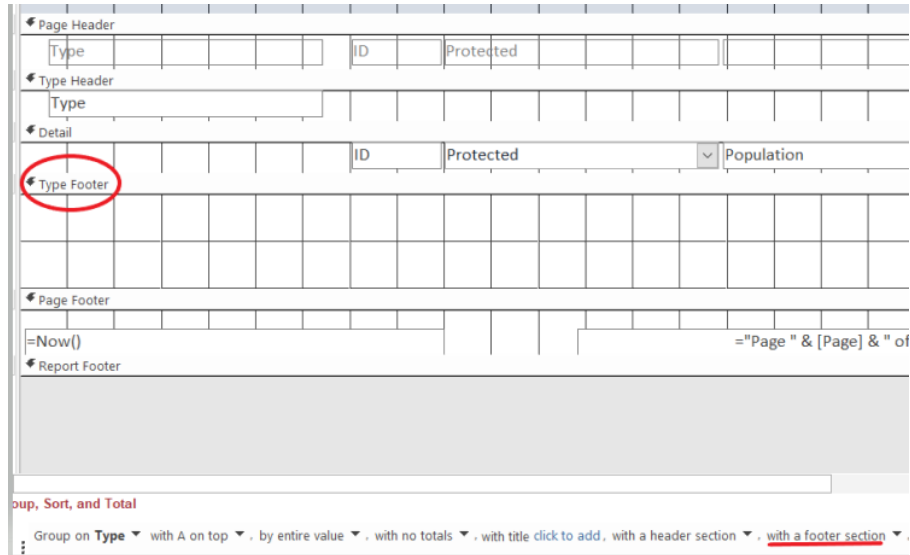 Page Header
Type ID Protected
Type Header
Type
Detail
ID Protected Population
Type Footer
Page Footer
=Now() ="Page " & [Page] & " of
Report Footer
oup, Sort, and Total
Group on Type ▼ with A on top ▼ , by entire value ▼ , with no totals ▼ , with title click to add , with a header section ▼ , with a footer section ▼ ,